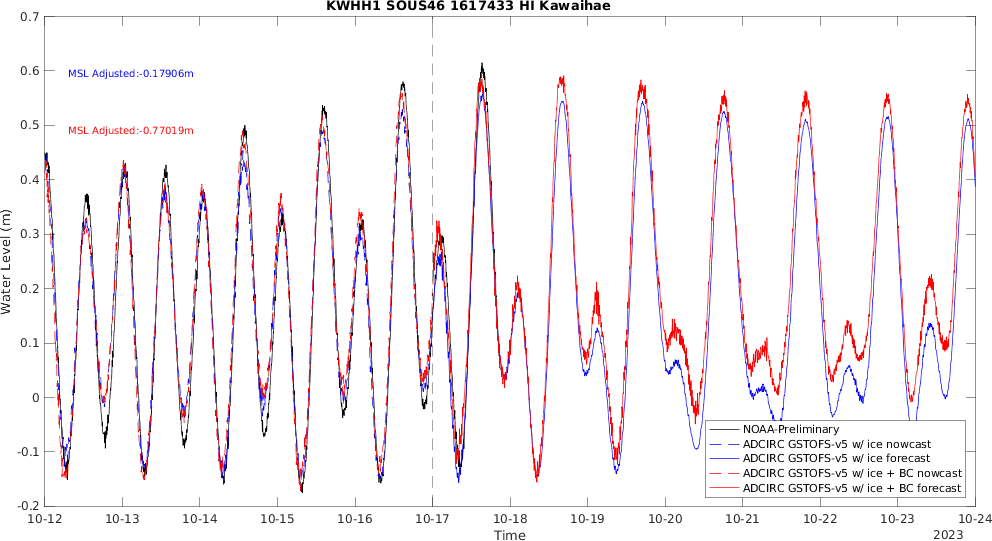 KWHH1 SOUS46 1617433 HI Kawaihae
0.7
0.6
0.5
0.4
0.3
0.2
0.1
0
-0.1
-0.2
Water Level (m)
MSL Adjusted:-0.17906m
MSL Adjusted:-0.77019m
NOAA-Preliminary
ADCIRC GSTOFS-v5 w/ ice nowcast
ADCIRC GSTOFS-v5 w/ ice forecast
ADCIRC GSTOFS-v5 w/ ice + BC nowcast
ADCIRC GSTOFS-v5 w/ ice + BC forecast
10-12 10-13 10-14 10-15 10-16 10-17 10-18 10-19 10-20 10-21 10-22 10-23 10-24
Time
2023